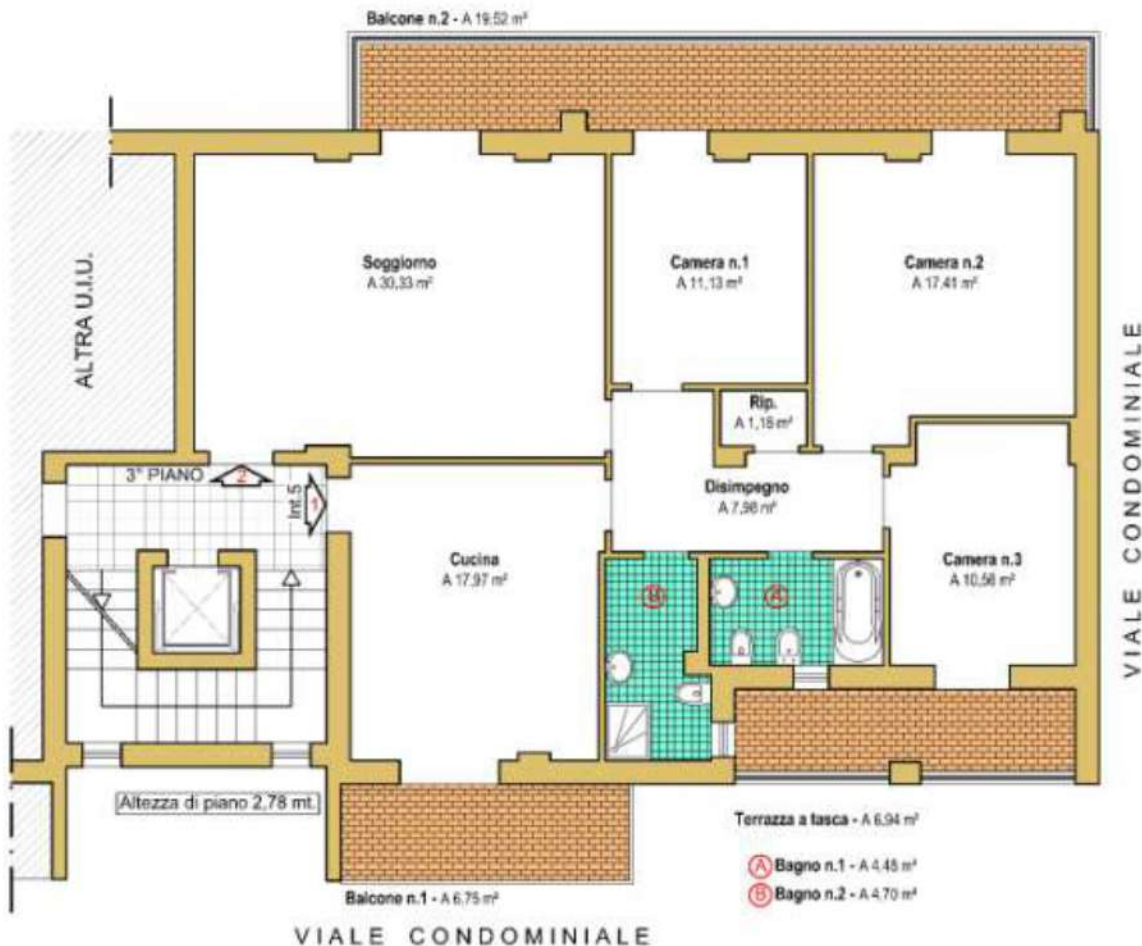 Balcone n.2 - A 19,52 m²
ALTRA U.I.U.
Soggiorno
A 30,33 m²
Camera n.1
A 11,13 m²
Camera n.2
A 17,41 m²
VIALE CONDOMINIALE
Rip.
A 1,18 m²
3° PIANO
2
Int.5
1
Disimpegno
A 7,98 m²
Cucina
A 17,97 m²
Camera n.3
A 10,56 m²
B
A
Altezza di piano 2,78 mt.
Terrazza a tasca - A 6,94 m²
A Bagno n.1 - A 4,48 m²
B Bagno n.2 - A 4,70 m²
Balcone n.1 - A 6,75 m²
VIALE CONDOMINIALE